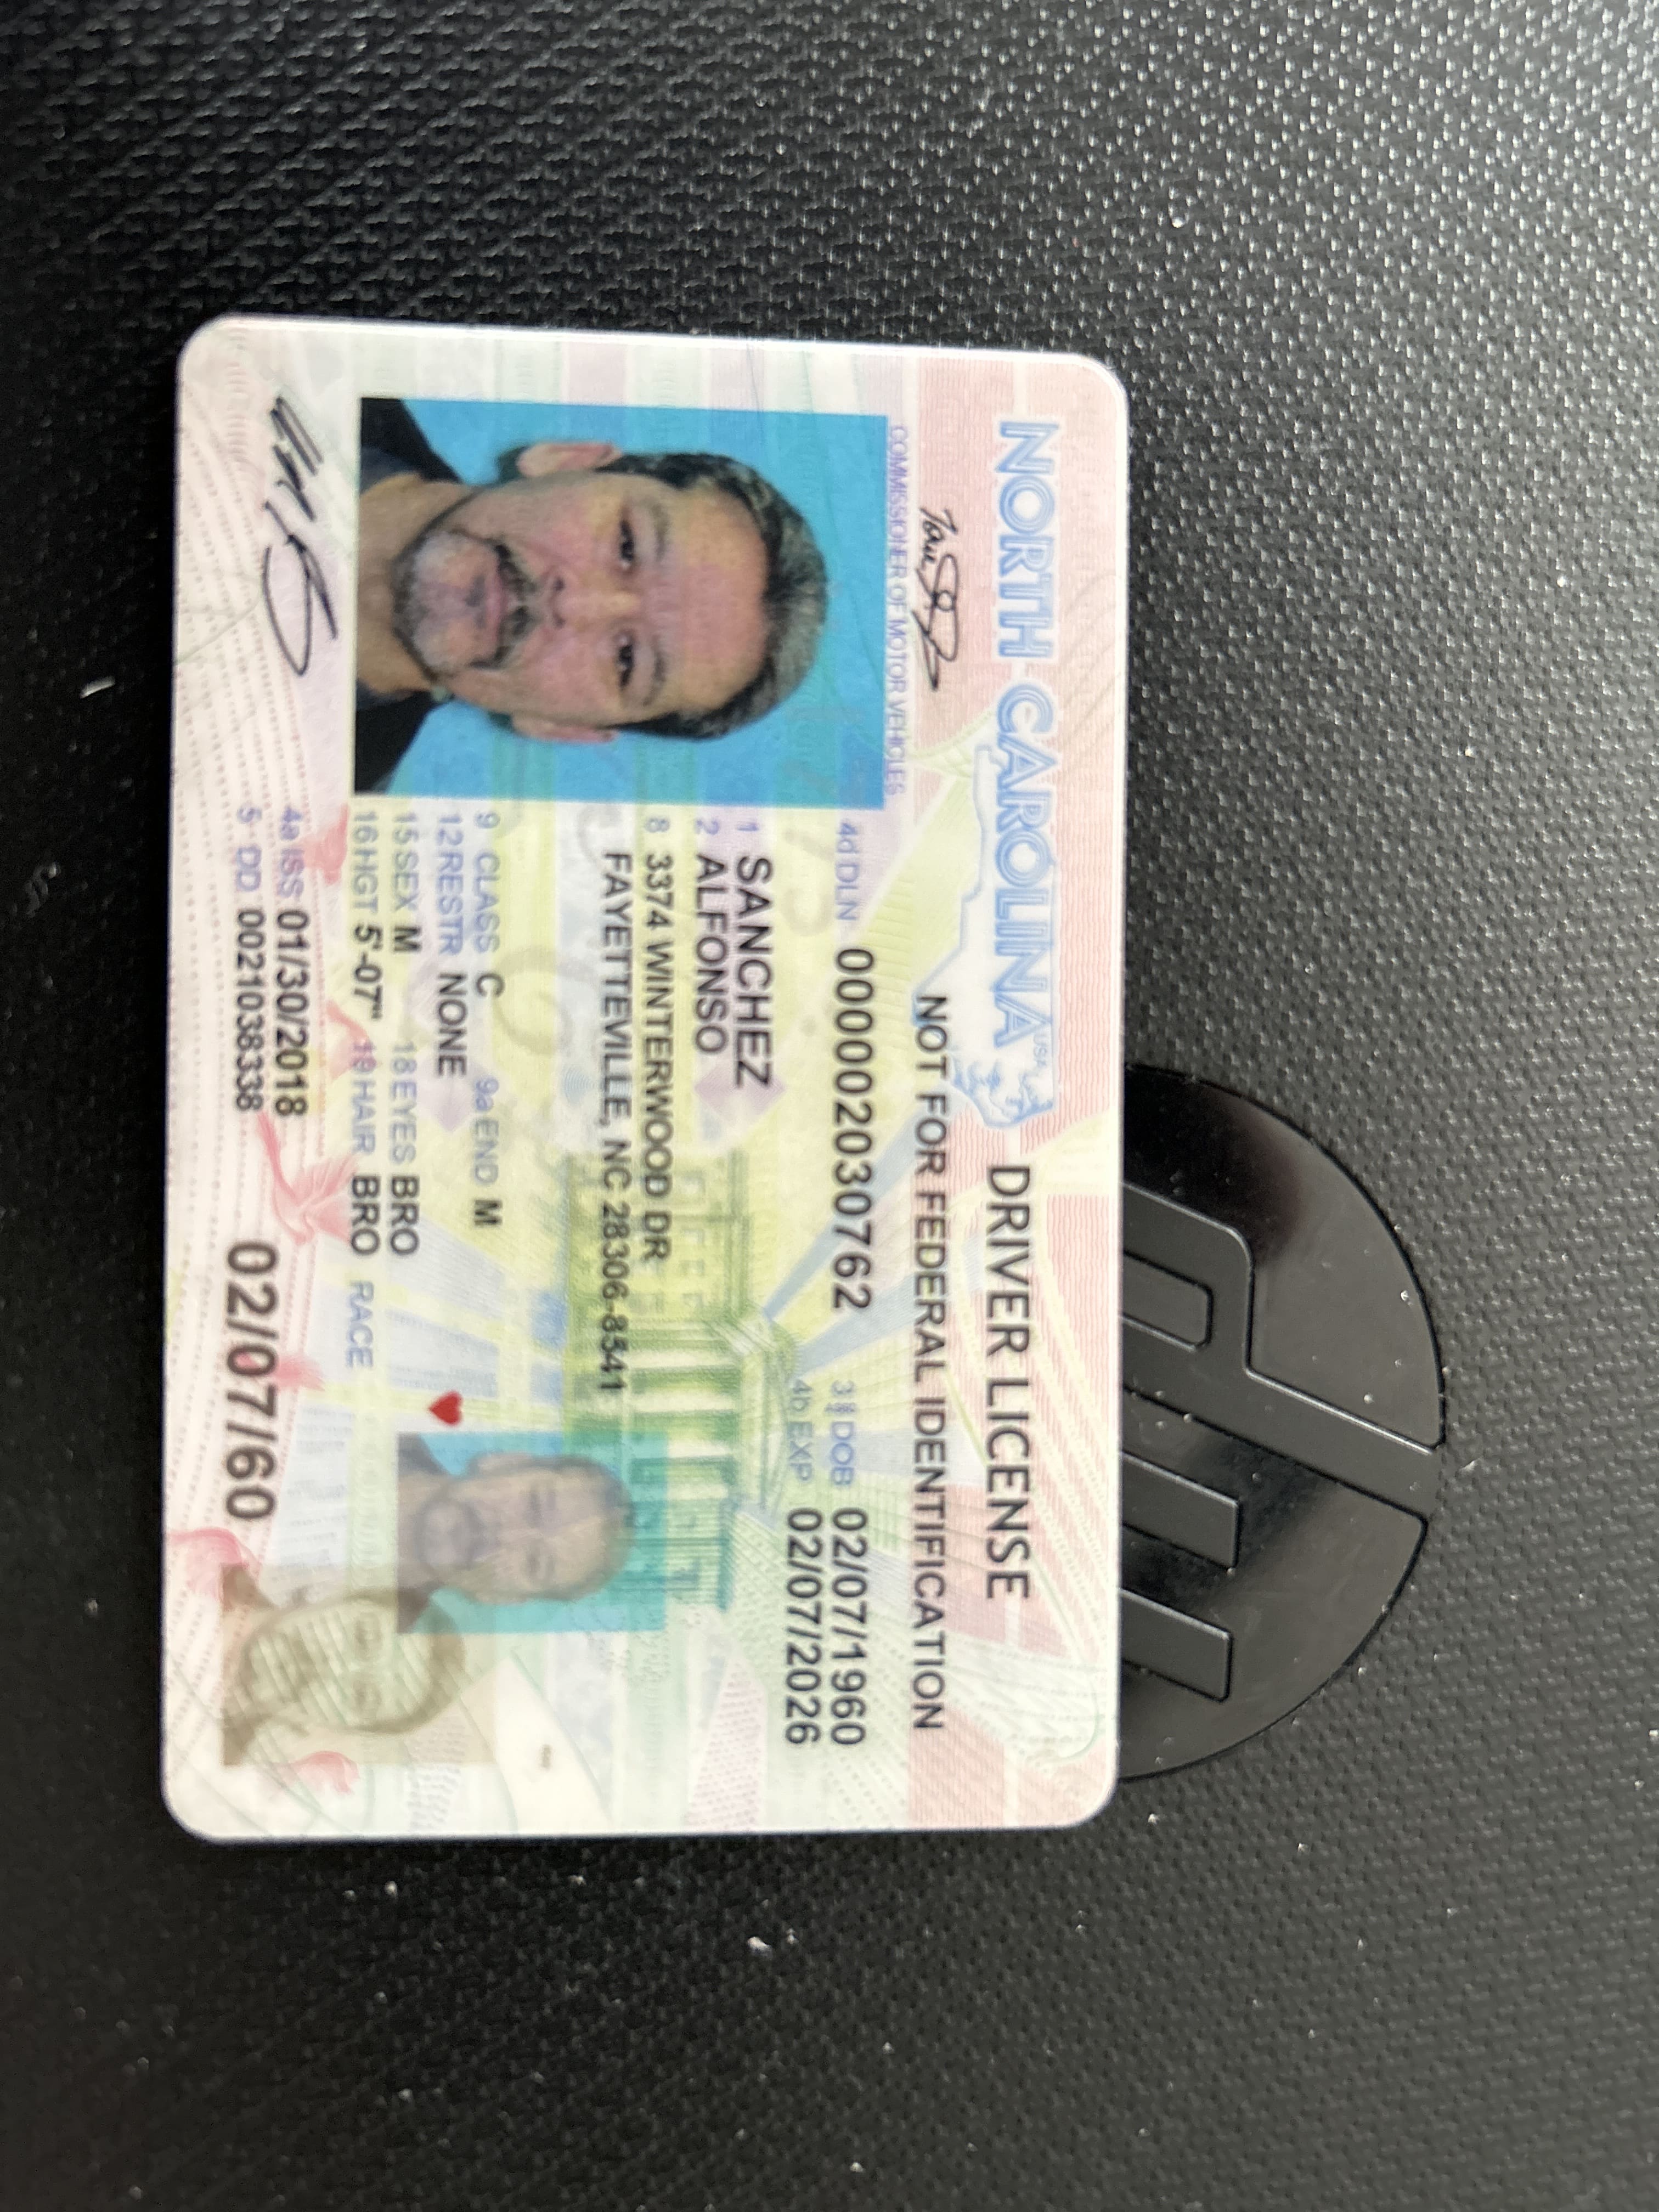 NORTH CAROLINA USA DRIVER LICENSE
NOT FOR FEDERAL IDENTIFICATION
COMMISSIONER OF MOTOR VEHICLES
4d DLN 000002030762 3 DOB 02/07/1960
4b EXP 02/07/2026
1 SANCHEZ
2 ALFONSO
8 3374 WINTERWOOD DR
FAYETTEVILLE, NC 28306-8541
9 CLASS C 9a END M
12 RESTR NONE
15 SEX M 18 EYES BRO
16 HGT 5'-07" 19 HAIR BRO RACE
4a ISS 01/30/2018
5 DD 0021038338
02/07/60
hp